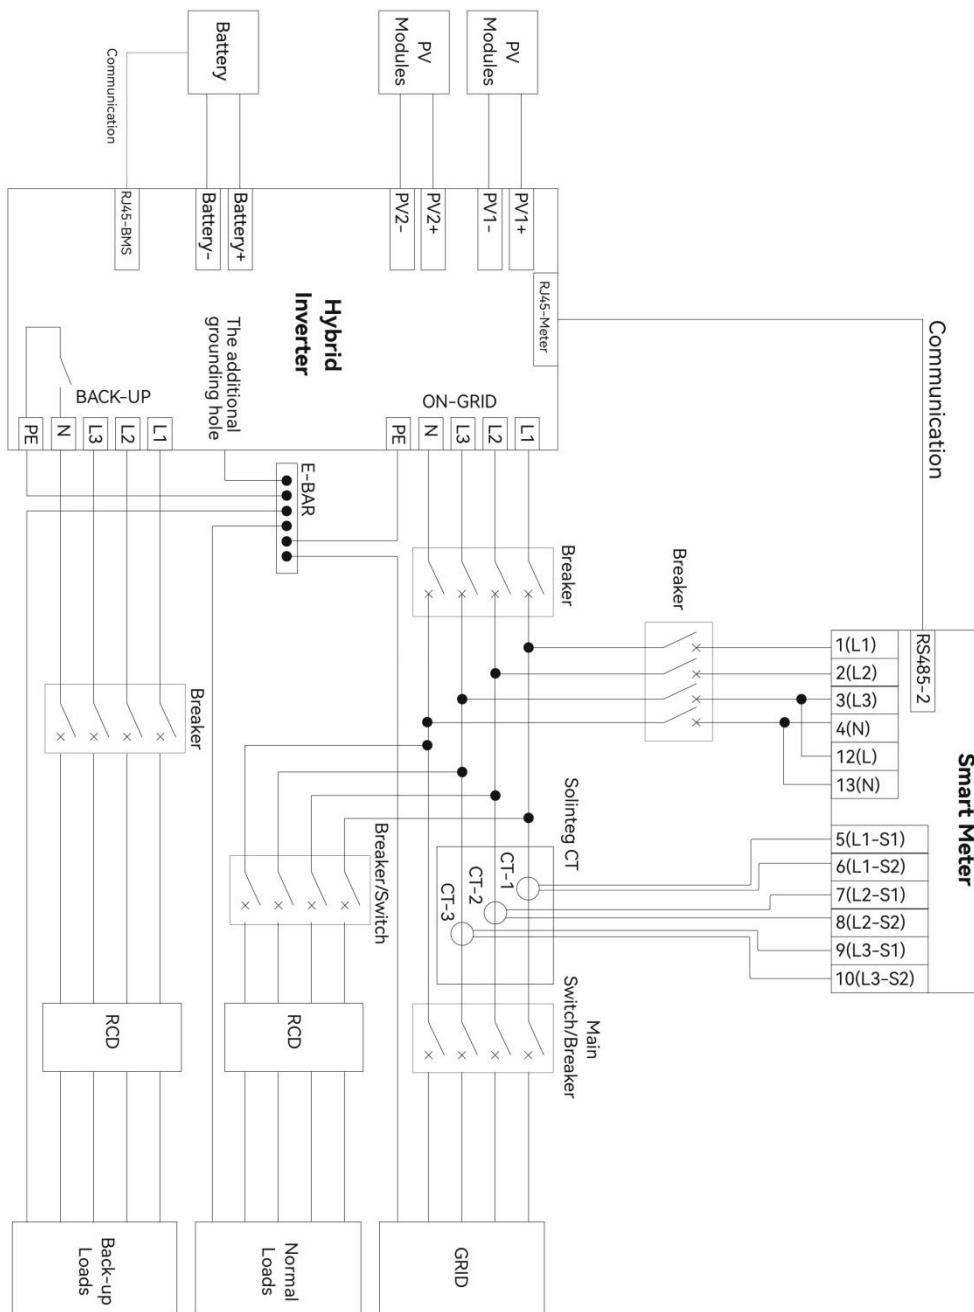 Battery
PV
Modules
PV
Modules
Communication
RJ45-BMS
Battery-
Battery+
PV2-
PV2+
PV1-
PV1+
RJ45-Meter
Communication
Hybrid
Inverter
The additional
grounding hole
BACK-UP
ON-GRID
PE
N
L3
L2
L1
PE
N
L3
L2
L1
E-BAR
Breaker
Breaker
RS485-2
Smart Meter
1(L1)
2(L2)
3(L3)
4(N)
12(L)
13(N)
5(L1-S1)
6(L1-S2)
7(L2-S1)
8(L2-S2)
9(L3-S1)
10(L3-S2)
Breaker
Solinteg CT
CT-1
CT-2
CT-3
Breaker/Switch
Main
Switch/Breaker
RCD
RCD
Back-up
Loads
Normal
Loads
GRID